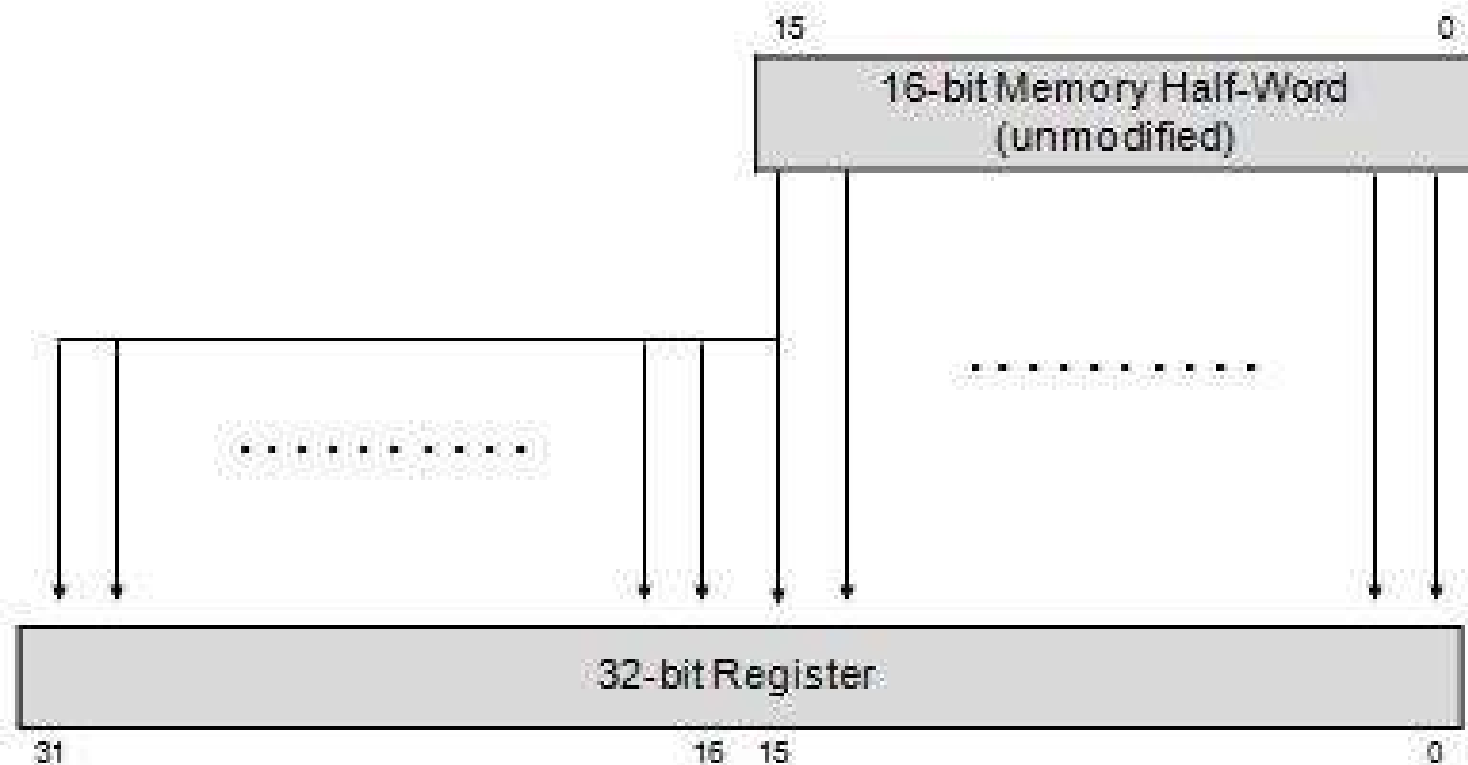 15 0
16-bit Memory Half-Word
(unmodified)
32-bit Register
31 16 15 0